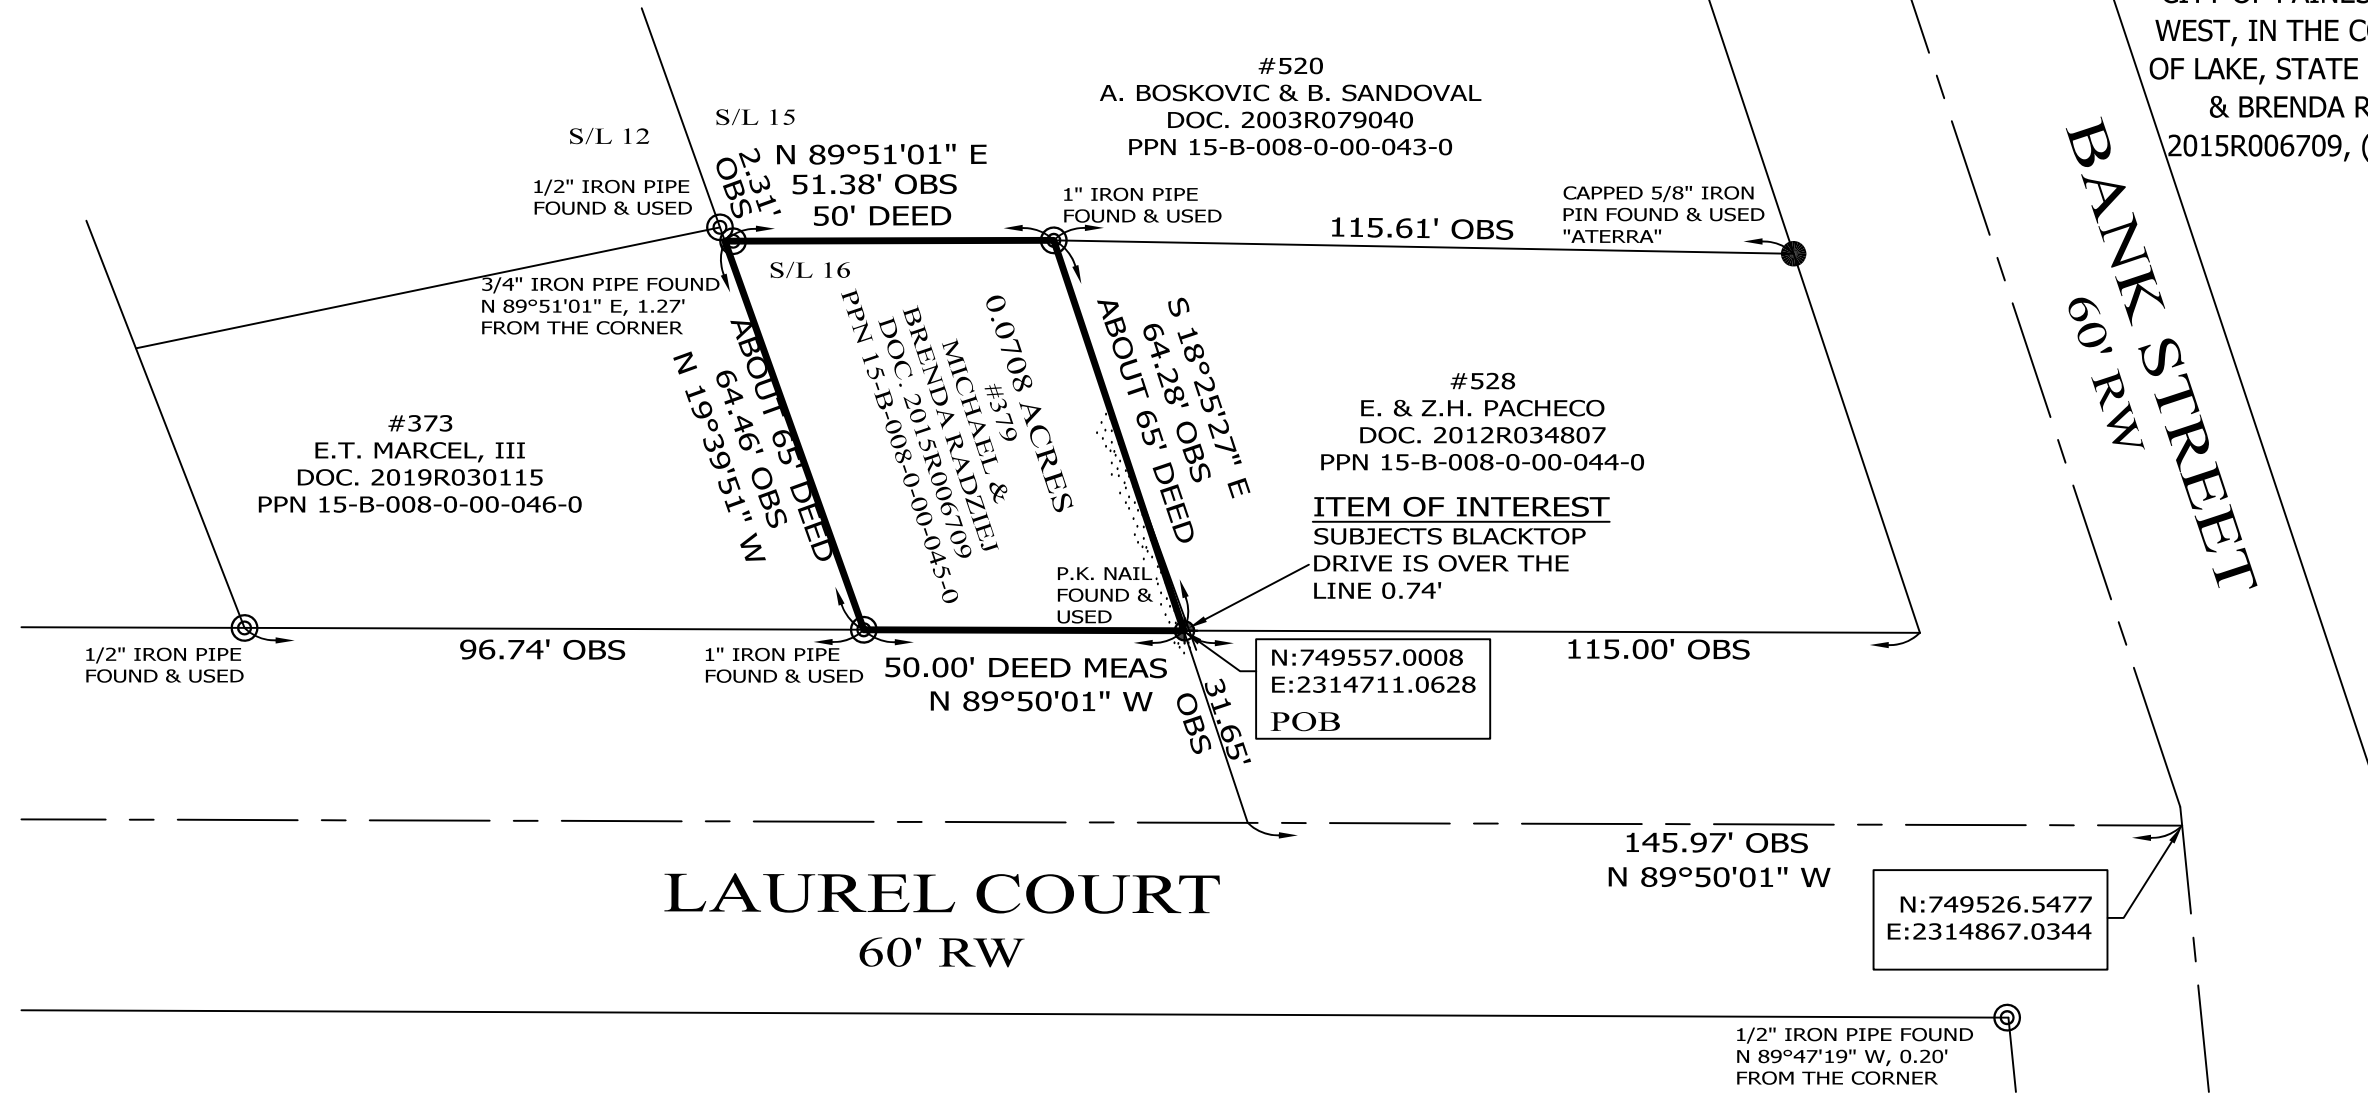 CITY OF
WEST, IN THE
OF LAKE, STATE
& BRENDA
2015R006709,
#520
A. BOSKOVIC & B. SANDOVAL
DOC. 2003R079040
PPN 15-B-008-0-00-043-0
S/L 15
S/L 12
2.31'
OBS
N 89°51'01" E
51.38' OBS
50' DEED
1/2" IRON PIPE
FOUND & USED
1" IRON PIPE
FOUND & USED
115.61' OBS
CAPPED 5/8" IRON
PIN FOUND & USED
"ATERRA"
BANK STREET
60' RW
S/L 16
3/4" IRON PIPE FOUND
N 89°51'01" E, 1.27'
FROM THE CORNER
ABOUT 65' DEED
64.46' OBS
N 19°39'51" W
0.0708 ACRES
#379
MICHAEL &
BRENDA RADZIEJ
DOC. 2015R006709
PPN 15-B-008-0-00-045-0
S 18°25'27" E
64.28' OBS
ABOUT 65' DEED
#373
E.T. MARCEL, III
DOC. 2019R030115
PPN 15-B-008-0-00-046-0
#528
E. & Z.H. PACHECO
DOC. 2012R034807
PPN 15-B-008-0-00-044-0
ITEM OF INTEREST
SUBJECTS BLACKTOP
DRIVE IS OVER THE
LINE 0.74'
P.K. NAIL
FOUND &
USED
1/2" IRON PIPE
FOUND & USED
96.74' OBS
1" IRON PIPE
FOUND & USED
50.00' DEED MEAS
N 89°50'01" W
31.65'
OBS
N:749557.0008
E:2314711.0628
POB
115.00' OBS
145.97' OBS
N 89°50'01" W
LAUREL COURT
60' RW
N:749526.5477
E:2314867.0344
1/2" IRON PIPE FOUND
N 89°47'19" W, 0.20'
FROM THE CORNER